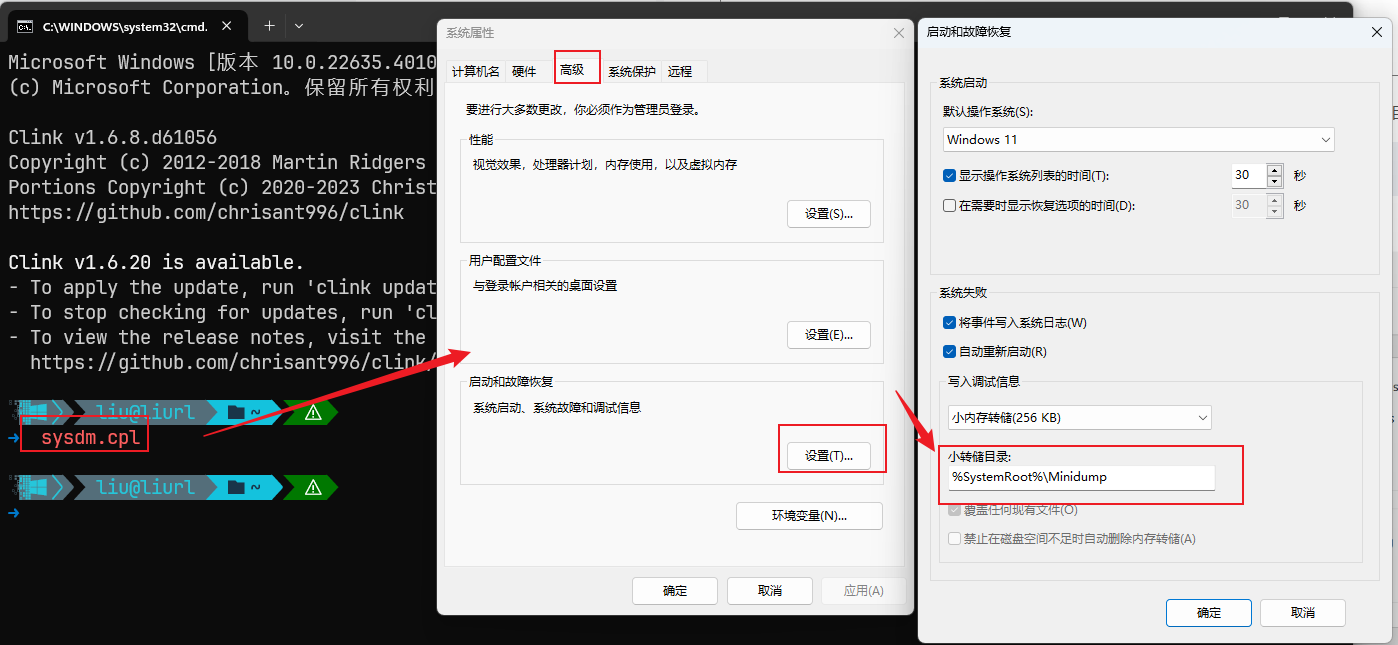 C:\WINDOWS\system32\cmd.
Microsoft Windows [版本 10.0.22635.4010
(c) Microsoft Corporation。保留所有权利
Clink v1.6.8.d61056
Copyright (c) 2012-2018 Martin Ridgers
Portions Copyright (c) 2020-2023 Christ
https://github.com/chrisant996/clink
Clink v1.6.20 is available.
- To apply the update, run 'clink updat
- To stop checking for updates, run 'cl
- To view the release notes, visit the
https://github.com/chrisant996/clink/
liu@liurl ~
sysdm.cpl
liu@liurl ~
系统属性
计算机名 硬件 高级 系统保护 远程
要进行大多数更改，你必须作为管理员登录。
性能
视觉效果，处理器计划，内存使用，以及虚拟内存
设置(S)...
用户配置文件
与登录帐户相关的桌面设置
设置(E)...
启动和故障恢复
系统启动、系统故障和调试信息
设置(T)...
环境变量(N)...
确定 取消 应用(A)
启动和故障恢复
系统启动
默认操作系统(S):
Windows 11
显示操作系统列表的时间(T): 30 秒
在需要时显示恢复选项的时间(D): 30 秒
系统失败
将事件写入系统日志(W)
自动重新启动(R)
写入调试信息
小内存转储(256 KB)
小转储目录:
%SystemRoot%\Minidump
覆盖任何现有文件(O)
禁止在磁盘空间不足时自动删除内存转储(A)
确定 取消